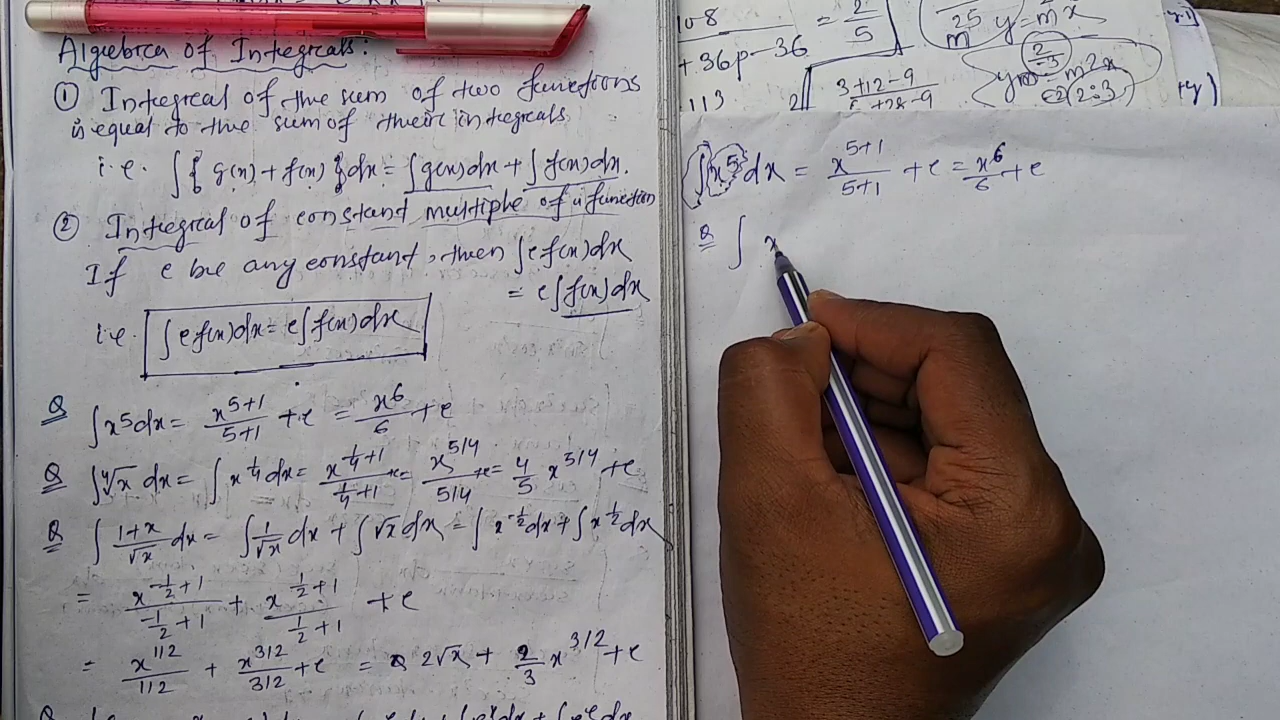 Algebra of Integrals:
① Integral of the sum of two functions
is equal to the sum of their integrals
i.e. ∫{g(x) + f(x)}dx = ∫g(x)dx + ∫f(x)dx.
② Integral of constant multiple of a function
If c be any constant, then ∫c f(x)dx
= c∫f(x)dx
i.e. ∫c f(x)dx = c∫f(x)dx
Q ∫x⁵dx = x^(5+1)/(5+1) + c = x⁶/6 + c
Q ∫⁴√x dx = ∫x^(1/4)dx = x^(1/4+1)/(1/4+1) + c = x^(5/4)/(5/4) + c = 4/5 x^(5/4) + c
Q ∫(1+x)/√x dx = ∫1/√x dx + ∫√x dx = ∫x^(-1/2)dx + ∫x^(1/2)dx
= x^(-1/2+1)/(-1/2+1) + x^(1/2+1)/(1/2+1) + c
= x^(1/2)/(1/2) + x^(3/2)/(3/2) + c = 2√x + 2/3 x^(3/2) + c
+36p-36 = 2/5
113
3+12-9
25 y = m x
2/3
2:3
∫x⁵dx = x^(5+1)/(5+1) + c = x⁶/6 + c
Q ∫ x